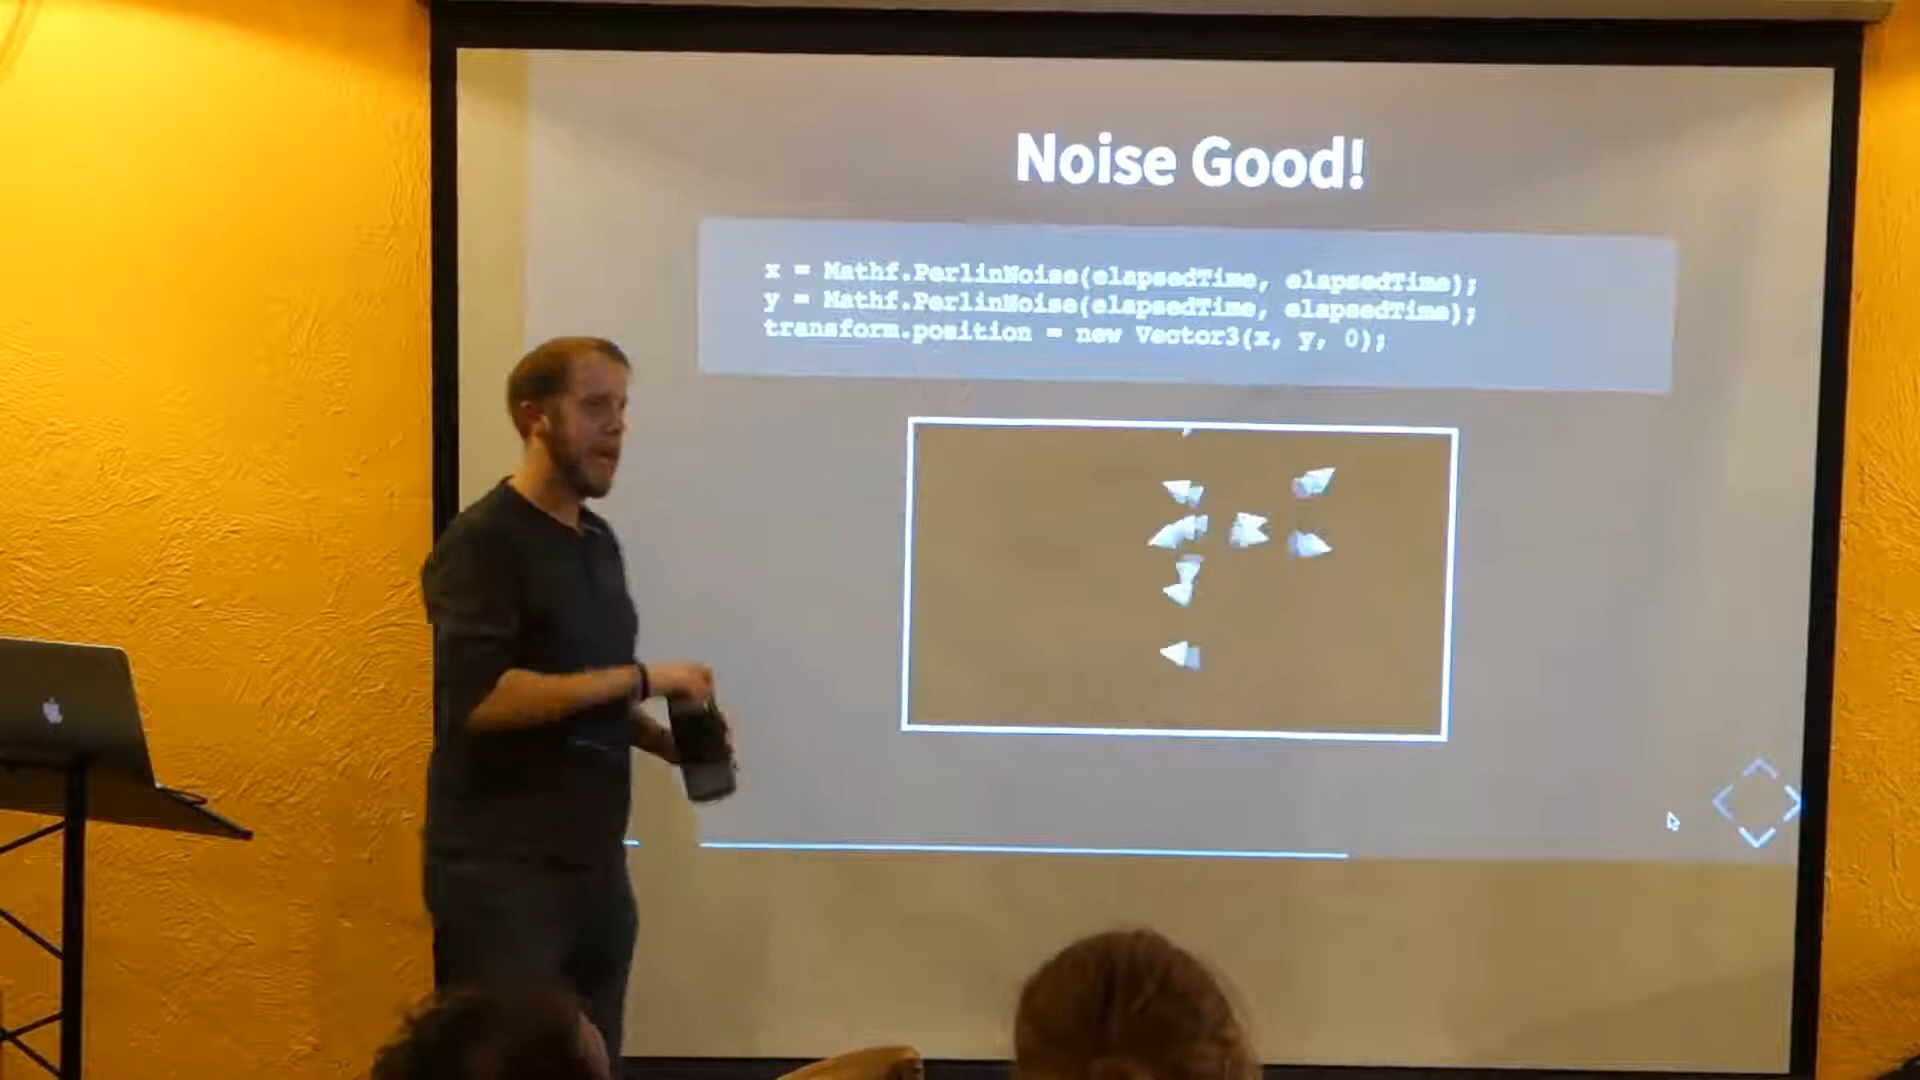 Noise Good!
x = Mathf.PerlinNoise(elapsedTime, elapsedTime);
y = Mathf.PerlinNoise(elapsedTime, elapsedTime);
transform.position = new Vector3(x, y, 0);